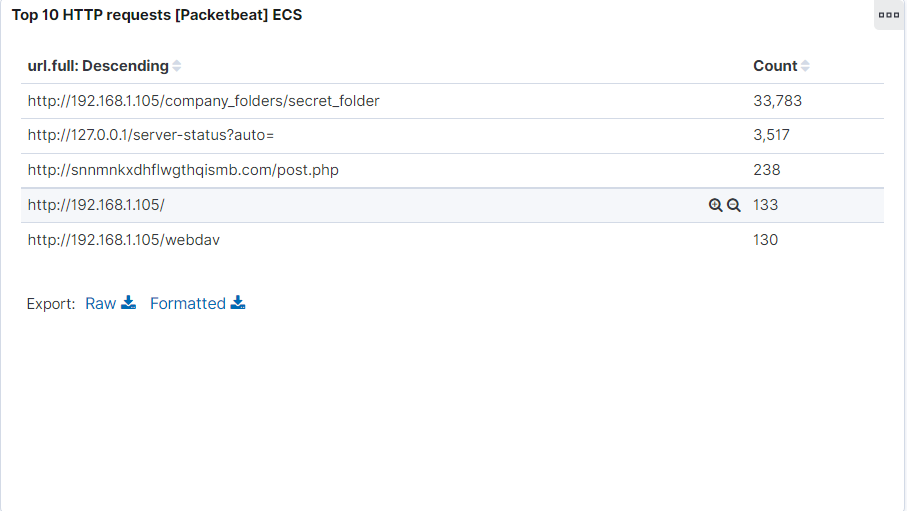 Top 10 HTTP requests [Packetbeat] ECS
url.full: Descending Count
http://192.168.1.105/company_folders/secret_folder 33,783
http://127.0.0.1/server-status?auto= 3,517
http://snnmnkxdhflwgthqismb.com/post.php 238
http://192.168.1.105/ 133
http://192.168.1.105/webdav 130
Export: Raw Formatted